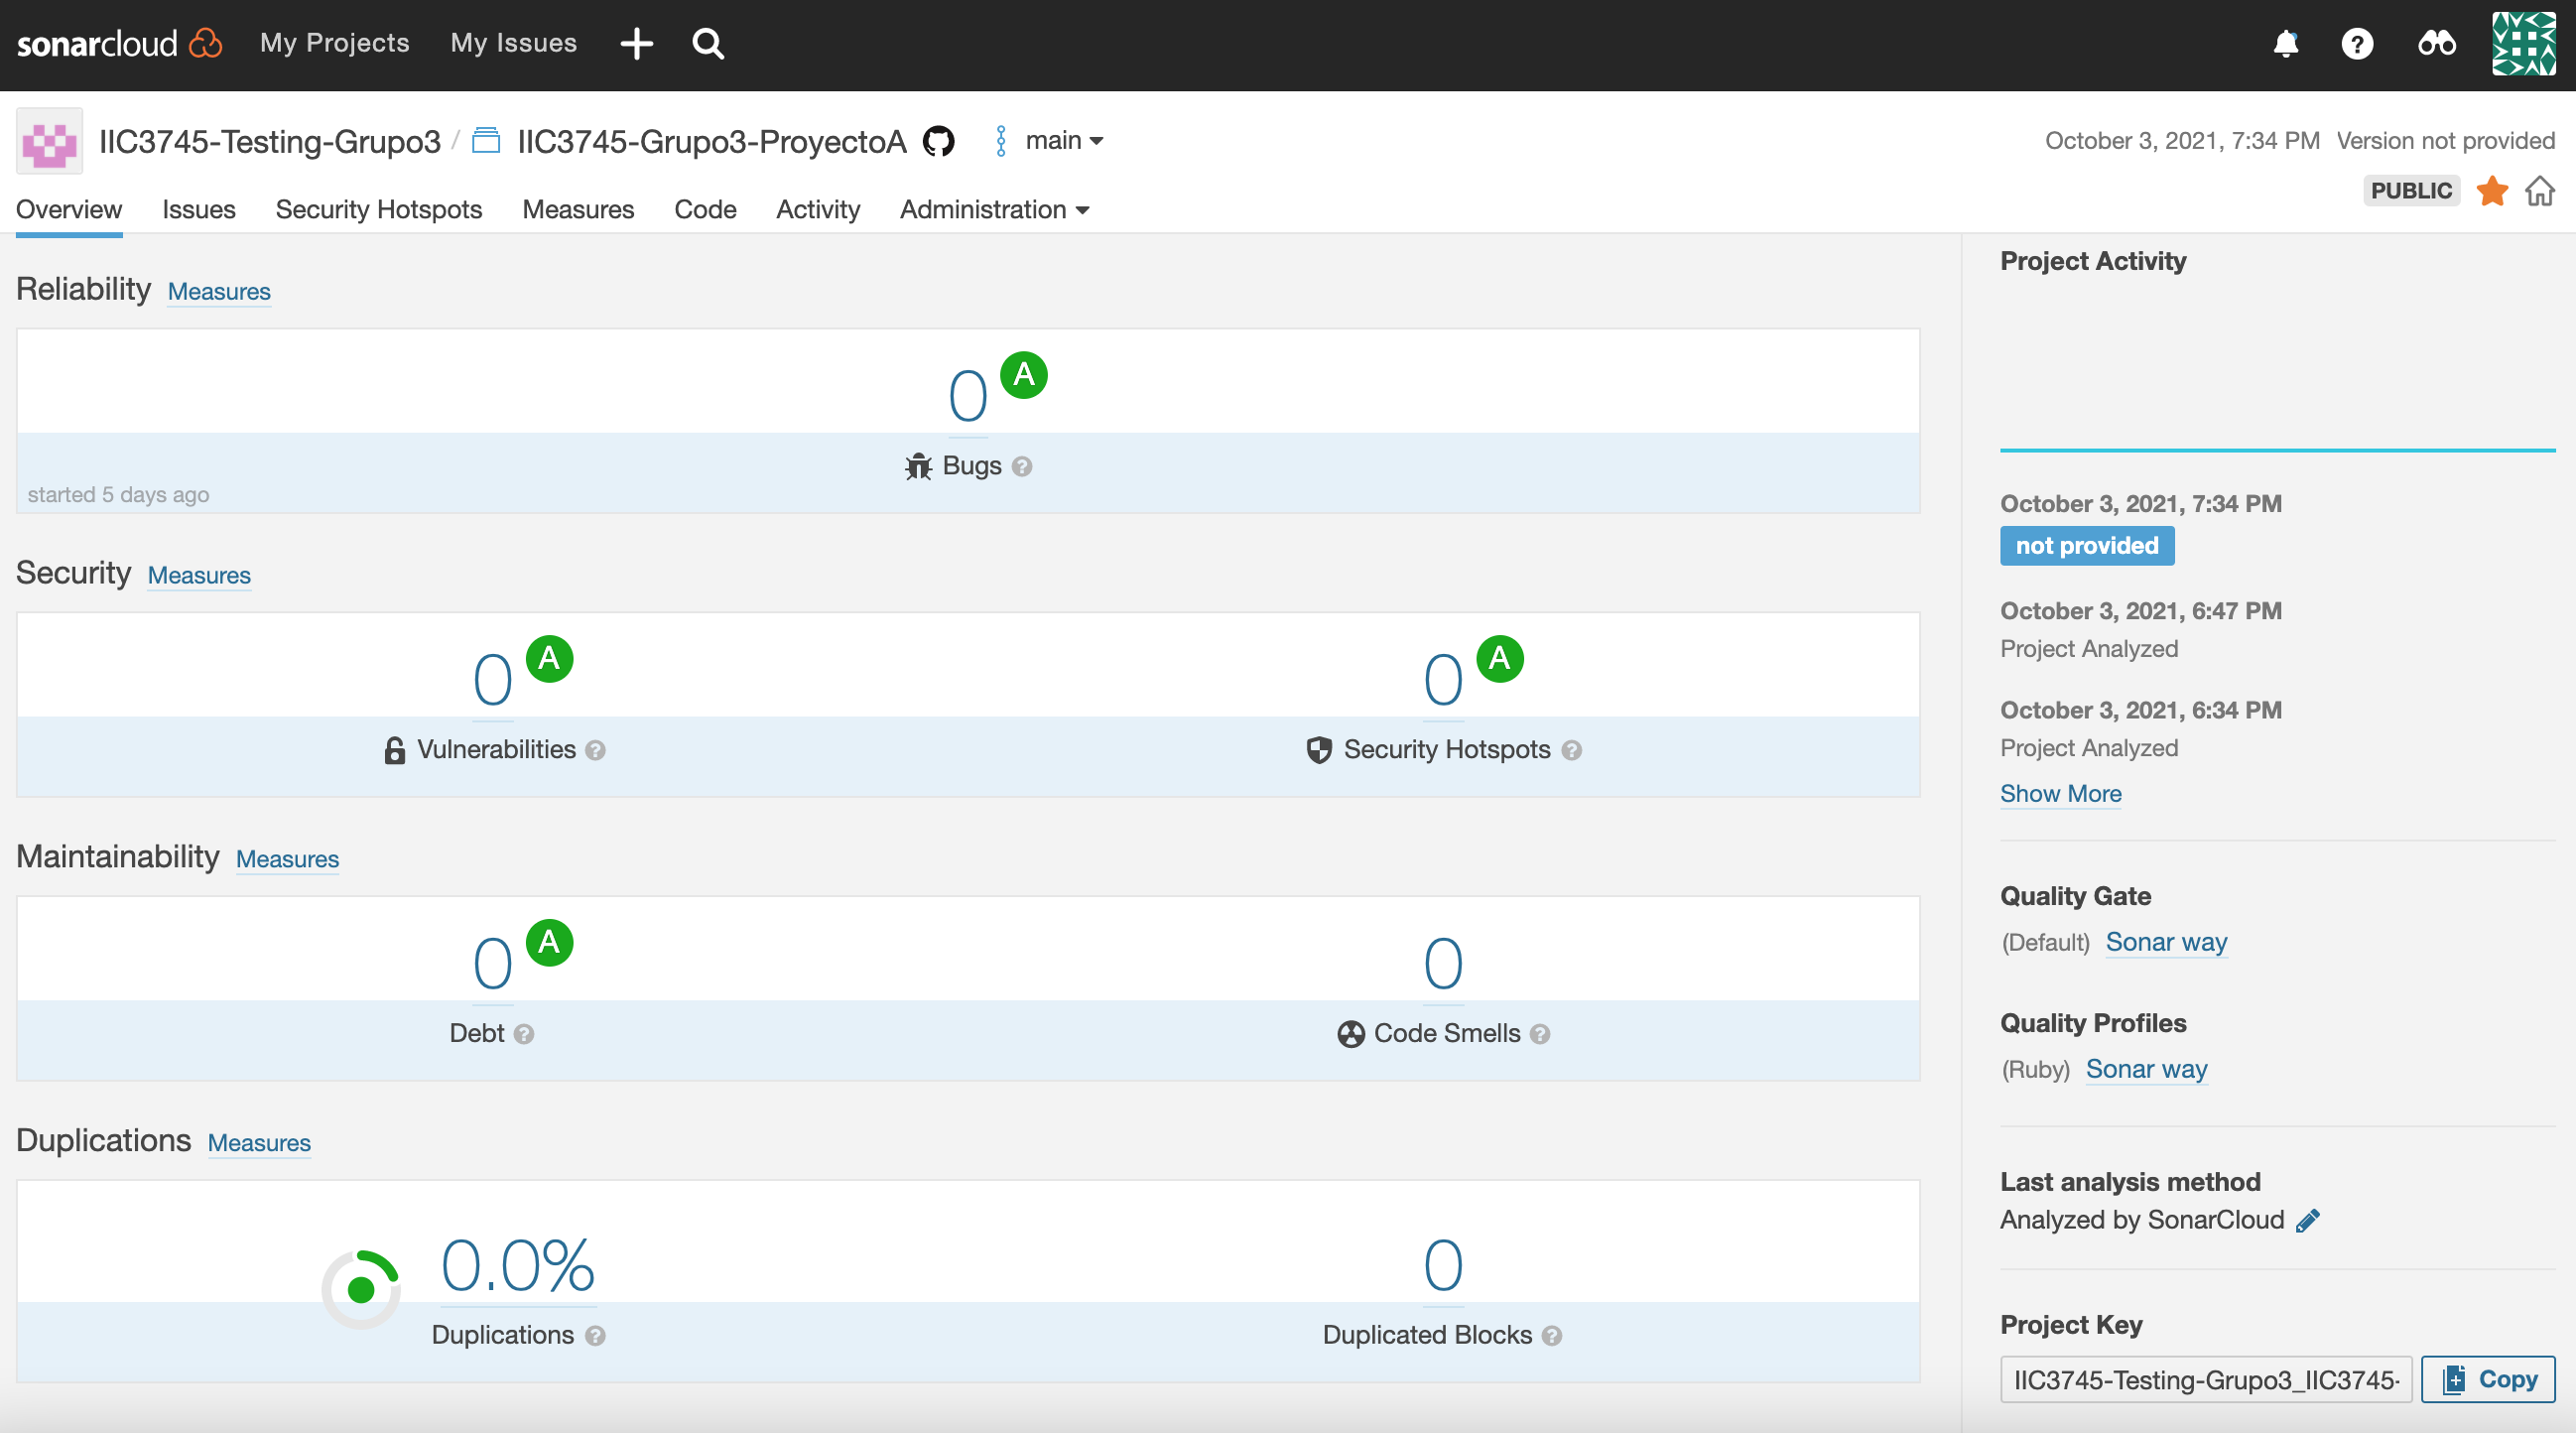 sonarcloud My Projects My Issues
IIC3745-Testing-Grupo3 / IIC3745-Grupo3-ProyectoA main
October 3, 2021, 7:34 PM Version not provided
PUBLIC
Overview Issues Security Hotspots Measures Code Activity Administration
Reliability Measures
0 A
Bugs ?
started 5 days ago
Security Measures
0 A
Vulnerabilities ?
0 A
Security Hotspots ?
Maintainability Measures
0 A
Debt ?
0
Code Smells ?
Duplications Measures
0.0%
Duplications ?
0
Duplicated Blocks ?
Project Activity
October 3, 2021, 7:34 PM
not provided
October 3, 2021, 6:47 PM
Project Analyzed
October 3, 2021, 6:34 PM
Project Analyzed
Show More
Quality Gate
(Default) Sonar way
Quality Profiles
(Ruby) Sonar way
Last analysis method
Analyzed by SonarCloud
Project Key
IIC3745-Testing-Grupo3_IIC3745- Copy